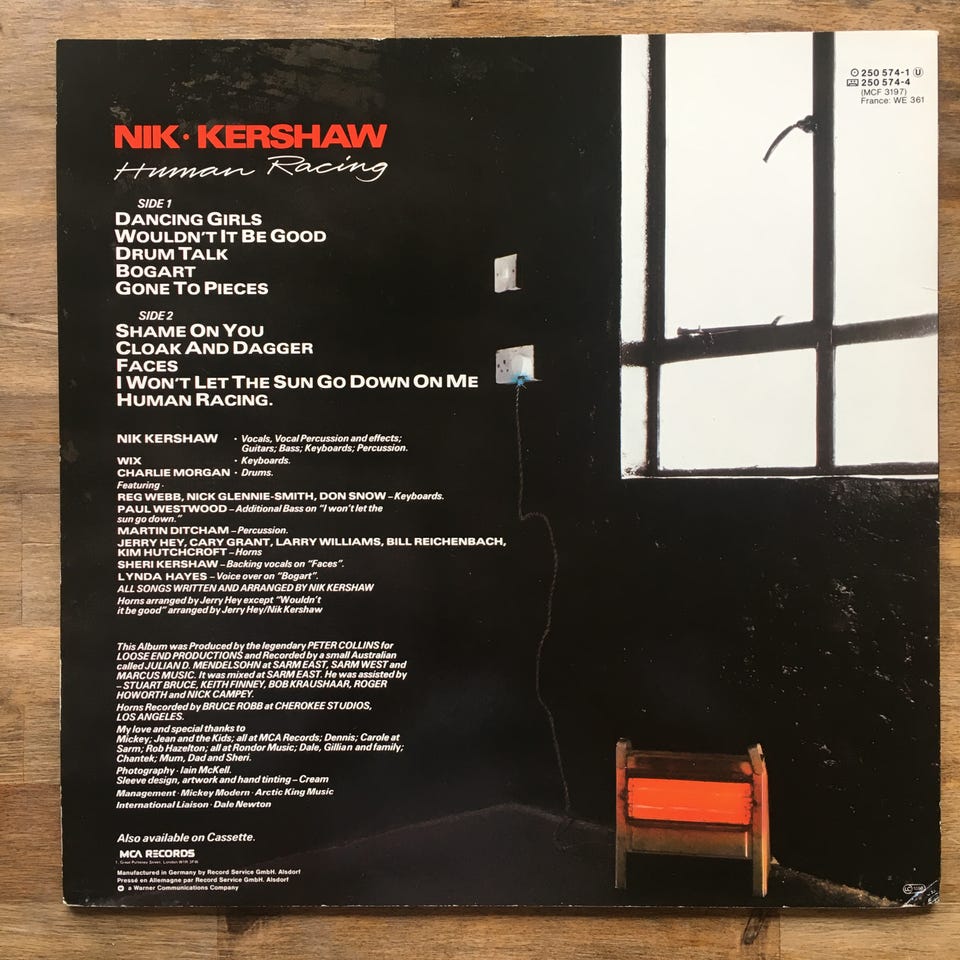 250 574-1 U
250 574-4
(MCF 3197)
France: WE 361
NIK · KERSHAW
Human Racing
SIDE 1
DANCING GIRLS
WOULDN'T IT BE GOOD
DRUM TALK
BOGART
GONE TO PIECES
SIDE 2
SHAME ON YOU
CLOAK AND DAGGER
FACES
I WON'T LET THE SUN GO DOWN ON ME
HUMAN RACING.
NIK KERSHAW · Vocals, Vocal Percussion and effects;
Guitars; Bass; Keyboards; Percussion.
WIX · Keyboards.
CHARLIE MORGAN · Drums.
Featuring ·
REG WEBB, NICK GLENNIE-SMITH, DON SNOW – Keyboards.
PAUL WESTWOOD – Additional Bass on "I won't let the
sun go down."
MARTIN DITCHAM – Percussion.
JERRY HEY, CARY GRANT, LARRY WILLIAMS, BILL REICHENBACH,
KIM HUTCHCROFT – Horns
SHERI KERSHAW – Backing vocals on "Faces".
LYNDA HAYES – Voice over on "Bogart".
ALL SONGS WRITTEN AND ARRANGED BY NIK KERSHAW
Horns arranged by Jerry Hey except "Wouldn't
it be good" arranged by Jerry Hey/Nik Kershaw
This Album was Produced by the legendary PETER COLLINS for
LOOSE END PRODUCTIONS and Recorded by a small Australian
called JULIAN D. MENDELSOHN at SARM EAST, SARM WEST and
MARCUS MUSIC. It was mixed at SARM EAST. He was assisted by
– STUART BRUCE, KEITH FINNEY, BOB KRAUSHAAR, ROGER
HOWORTH and NICK CAMPEY.
Horns Recorded by BRUCE ROBB at CHEROKEE STUDIOS,
LOS ANGELES.
My love and special thanks to
Mickey; Jean and the Kids; all at MCA Records; Dennis; Carole at
Sarm; Rob Hazelton; all at Rondor Music; Dale, Gillian and family;
Chantek; Mum, Dad and Sheri.
Photography · Iain McKell.
Sleeve design, artwork and hand tinting – Cream
Management · Mickey Modern · Arctic King Music
International Liaison · Dale Newton
Also available on Cassette.
MCA RECORDS
1, Great Pulteney Street, London W1R 3FW
Manufactured in Germany by Record Service GmbH. Alsdorf
Pressé en Allemagne par Record Service GmbH. Alsdorf
a Warner Communications Company
LC